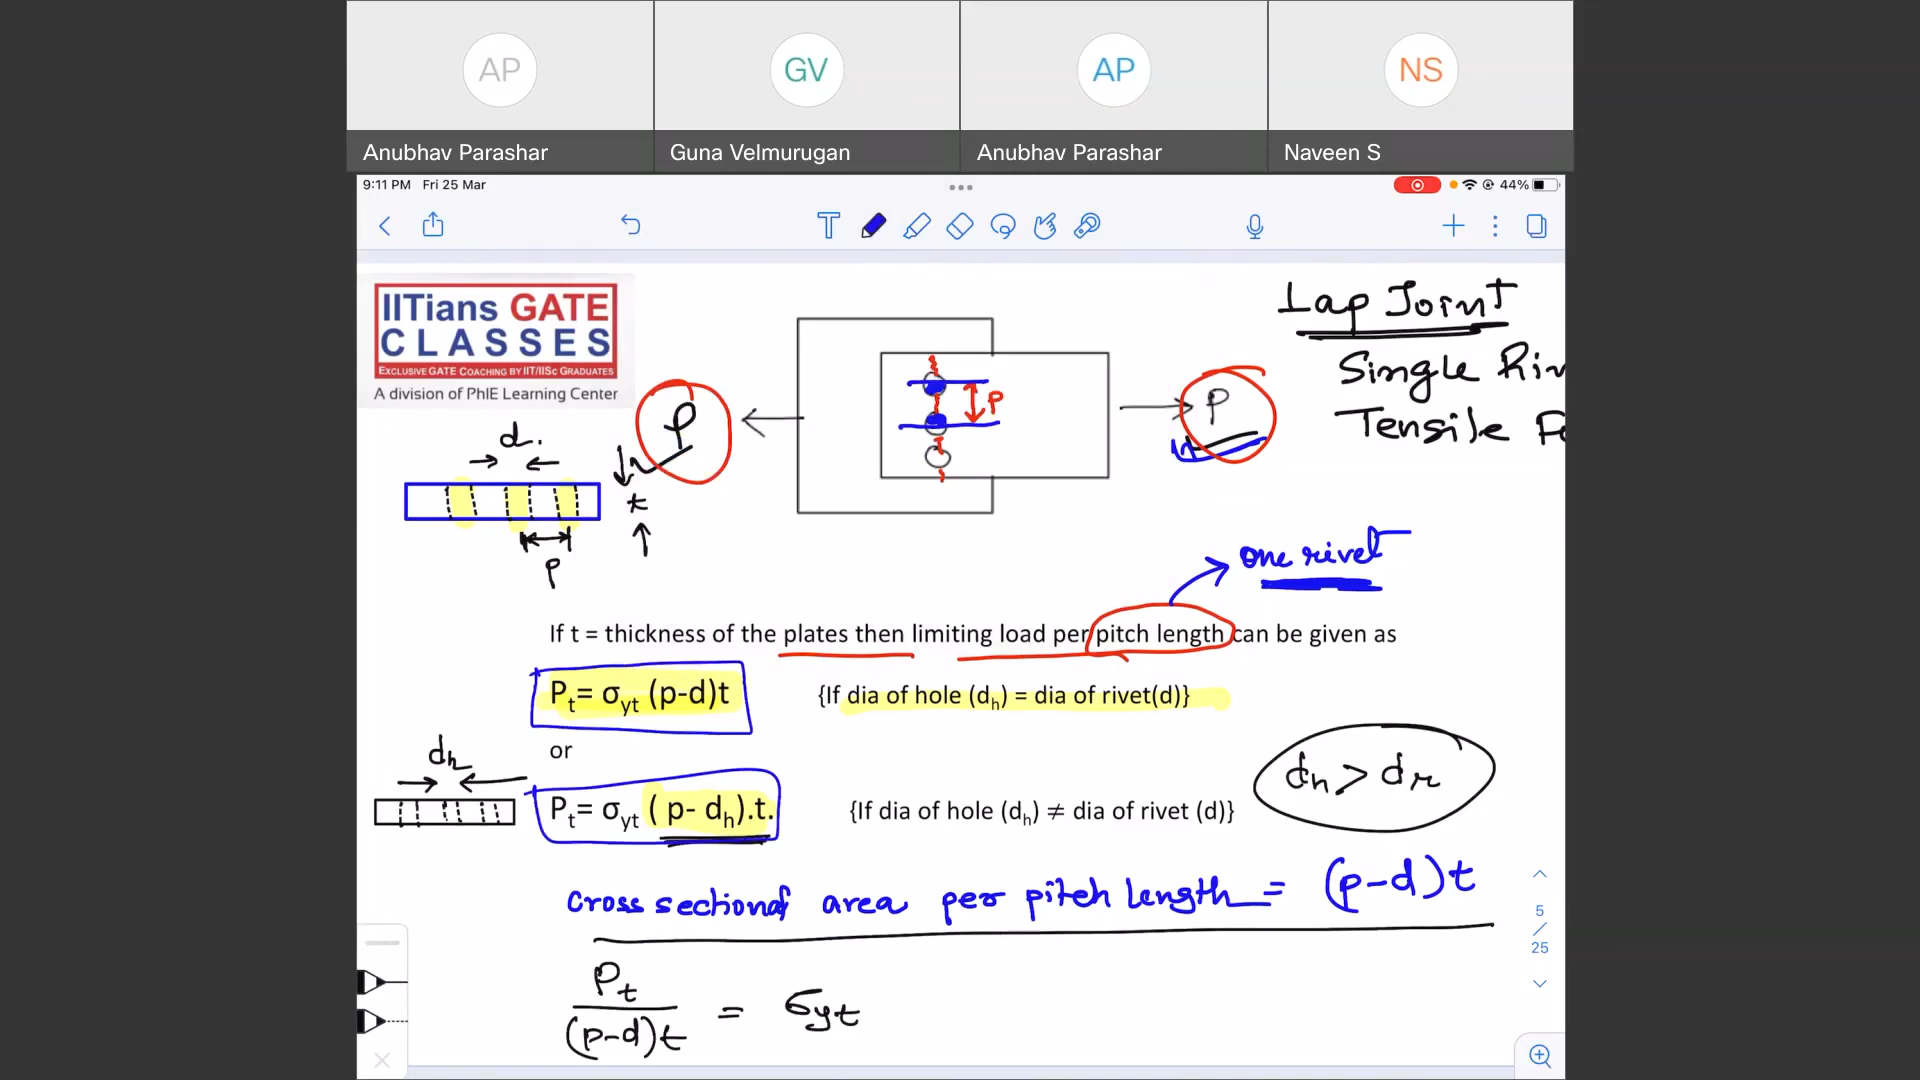 AP
GV
AP
NS
Anubhav Parashar
Guna Velmurugan
Anubhav Parashar
Naveen S
9:11 PM Fri 25 Mar
44%
IITians GATE
CLASSES
EXCLUSIVE GATE COACHING BY IIT/IISc GRADUATES
A division of PhIE Learning Center
Lap Joint
Single Riv
Tensile Fo
P
P
p
d.
t
p
one rivet
If t = thickness of the plates then limiting load per pitch length can be given as
Pt= σyt (p-d)t {If dia of hole (dh) = dia of rivet(d)}
or
dh
Pt= σyt ( p- dh).t. {If dia of hole (dh) ≠ dia of rivet (d)}
dh > dr
cross sectional area per pitch length = (p-d)t
Pt
/(p-d)t = σyt
5
/
25